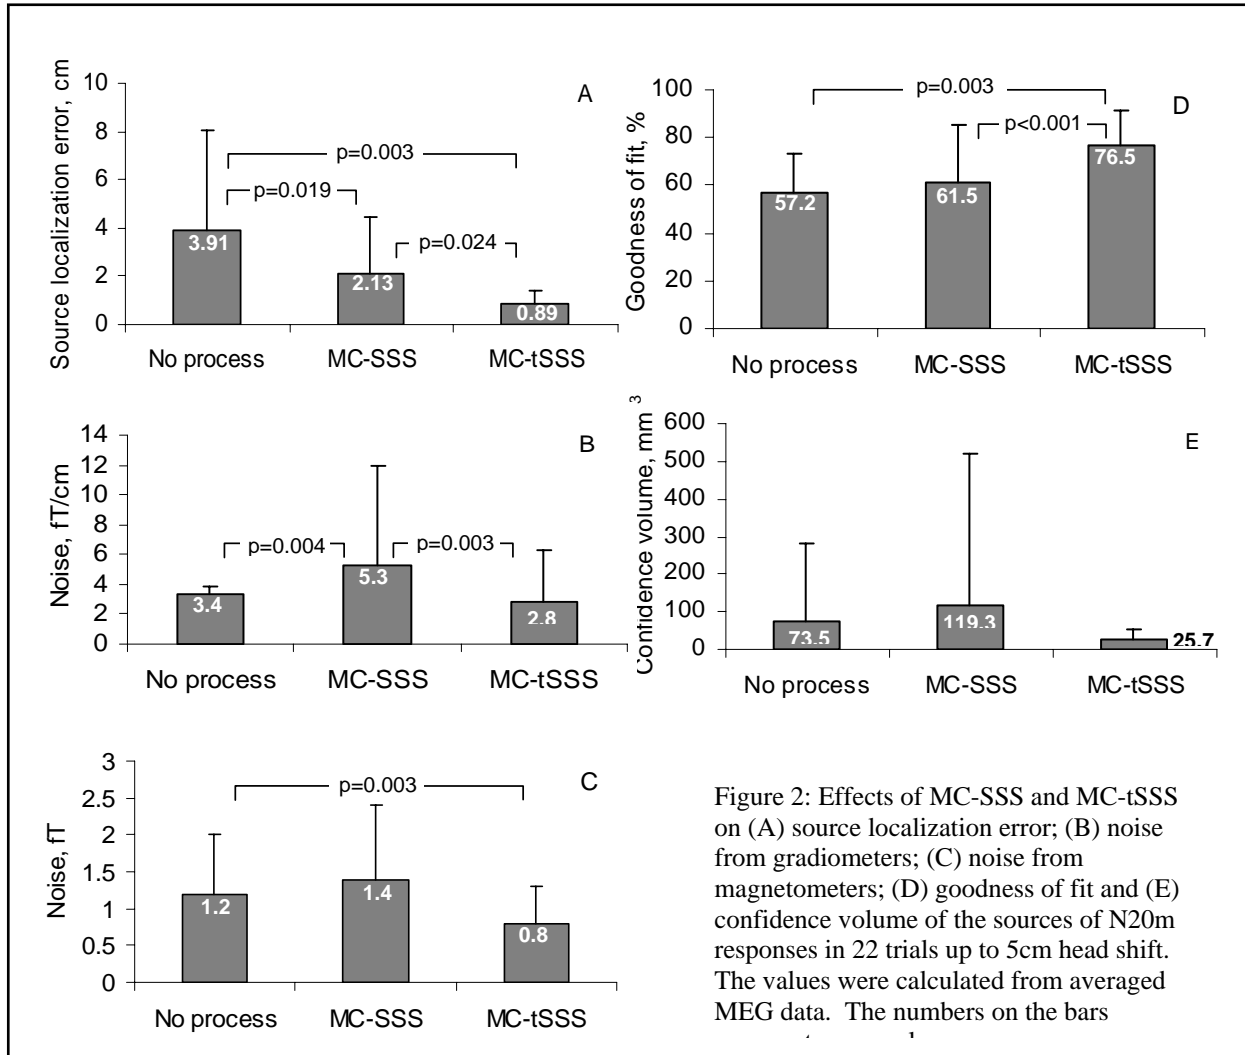 Source localization error, cm
10
8
6
4
2
0
A
p=0.003
p=0.019
p=0.024
3.91
2.13
0.89
No process
MC-SSS
MC-tSSS
Goodness of fit, %
100
80
60
40
20
0
D
p=0.003
p<0.001
57.2
61.5
76.5
No process
MC-SSS
MC-tSSS
Noise, fT/cm
14
12
10
8
6
4
2
0
B
p=0.004
p=0.003
3.4
5.3
2.8
No process
MC-SSS
MC-tSSS
Confidence volume, mm 3
600
500
400
300
200
100
0
E
73.5
119.3
25.7
No process
MC-SSS
MC-tSSS
Noise, fT
3
2.5
2
1.5
1
0.5
0
C
p=0.003
1.2
1.4
0.8
No process
MC-SSS
MC-tSSS
Figure 2: Effects of MC-SSS and MC-tSSS
on (A) source localization error; (B) noise
from gradiometers; (C) noise from
magnetometers; (D) goodness of fit and (E)
confidence volume of the sources of N20m
responses in 22 trials up to 5cm head shift.
The values were calculated from averaged
MEG data. The numbers on the bars